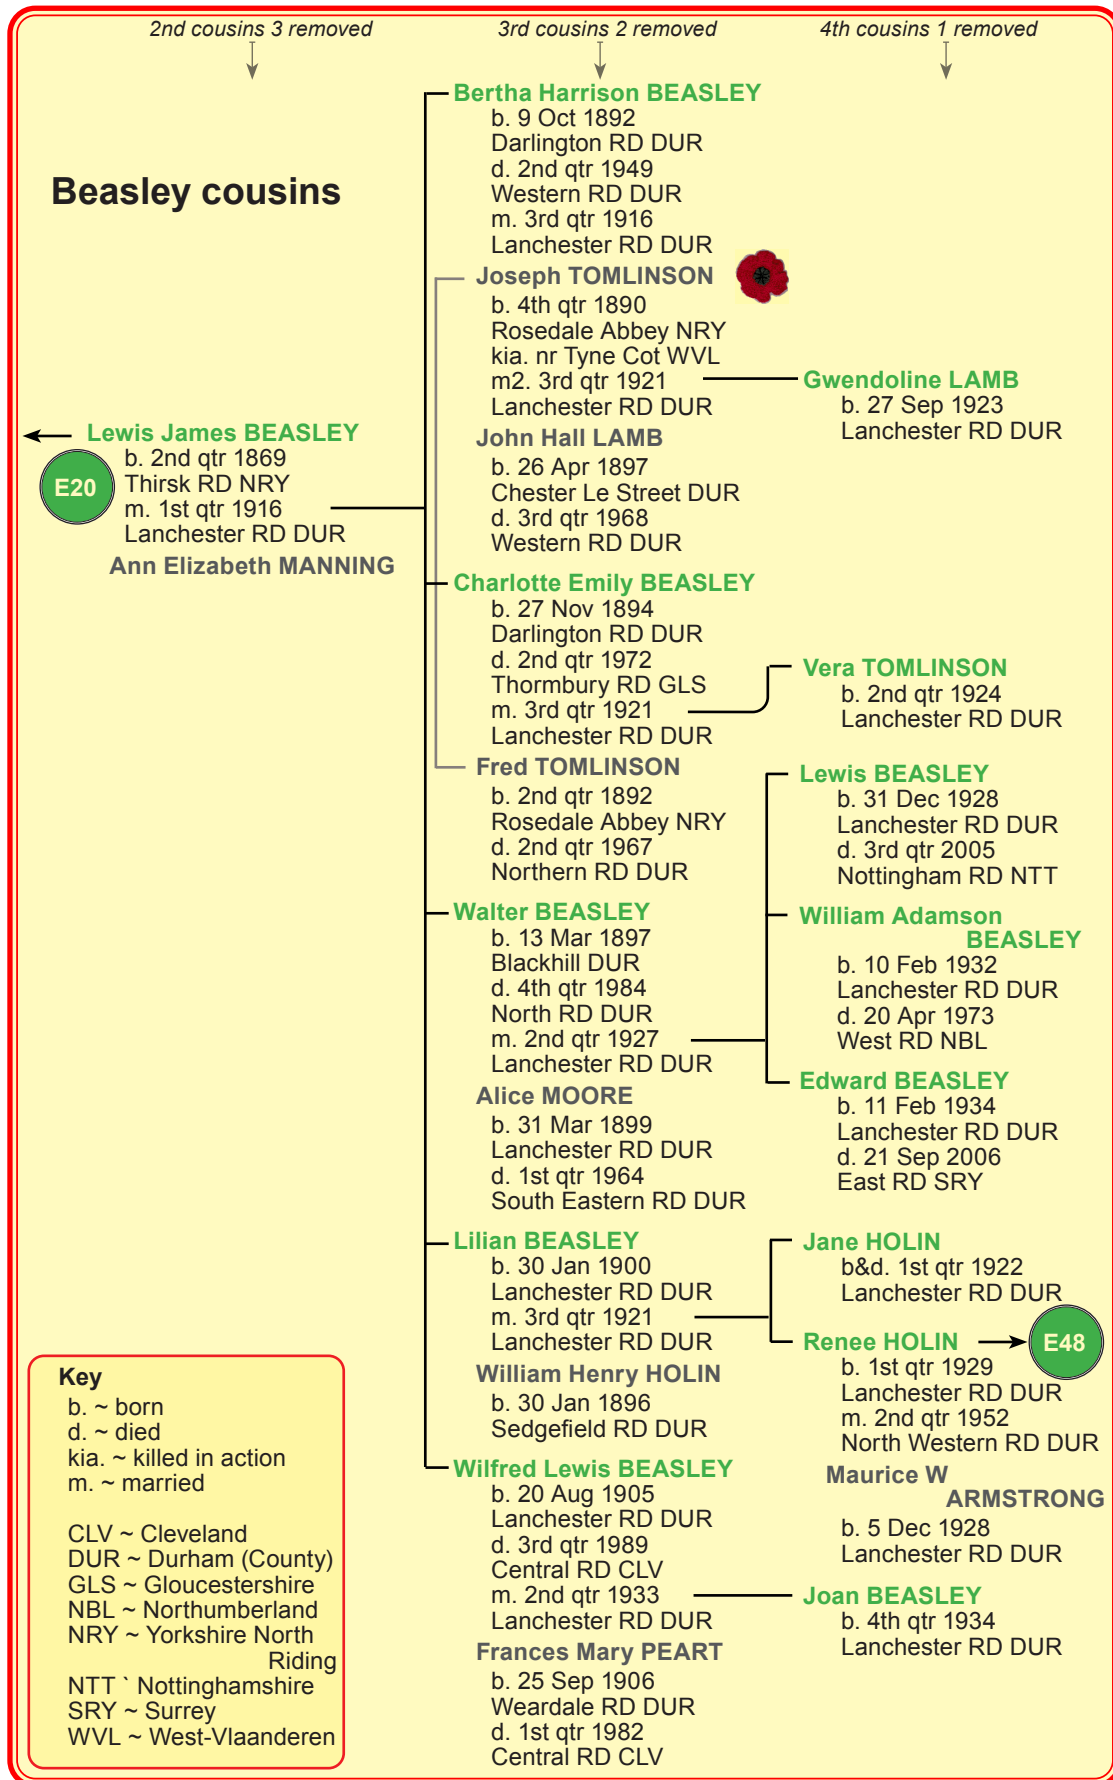 2nd cousins 3 removed
3rd cousins 2 removed
4th cousins 1 removed
Beasley cousins
E20
Lewis James BEASLEY
b. 2nd qtr 1869
Thirsk RD NRY
m. 1st qtr 1916
Lanchester RD DUR
Ann Elizabeth MANNING
Bertha Harrison BEASLEY
b. 9 Oct 1892
Darlington RD DUR
d. 2nd qtr 1949
Western RD DUR
m. 3rd qtr 1916
Lanchester RD DUR
Joseph TOMLINSON
b. 4th qtr 1890
Rosedale Abbey NRY
kia. nr Tyne Cot WVL
m2. 3rd qtr 1921
Lanchester RD DUR
John Hall LAMB
b. 26 Apr 1897
Chester Le Street DUR
d. 3rd qtr 1968
Western RD DUR
Charlotte Emily BEASLEY
b. 27 Nov 1894
Darlington RD DUR
d. 2nd qtr 1972
Thormbury RD GLS
m. 3rd qtr 1921
Lanchester RD DUR
Fred TOMLINSON
b. 2nd qtr 1892
Rosedale Abbey NRY
d. 2nd qtr 1967
Northern RD DUR
Walter BEASLEY
b. 13 Mar 1897
Blackhill DUR
d. 4th qtr 1984
North RD DUR
m. 2nd qtr 1927
Lanchester RD DUR
Alice MOORE
b. 31 Mar 1899
Lanchester RD DUR
d. 1st qtr 1964
South Eastern RD DUR
Lilian BEASLEY
b. 30 Jan 1900
Lanchester RD DUR
m. 3rd qtr 1921
Lanchester RD DUR
William Henry HOLIN
b. 30 Jan 1896
Sedgefield RD DUR
Wilfred Lewis BEASLEY
b. 20 Aug 1905
Lanchester RD DUR
d. 3rd qtr 1989
Central RD CLV
m. 2nd qtr 1933
Lanchester RD DUR
Frances Mary PEART
b. 25 Sep 1906
Weardale RD DUR
d. 1st qtr 1982
Central RD CLV
Gwendoline LAMB
b. 27 Sep 1923
Lanchester RD DUR
Vera TOMLINSON
b. 2nd qtr 1924
Lanchester RD DUR
Lewis BEASLEY
b. 31 Dec 1928
Lanchester RD DUR
d. 3rd qtr 2005
Nottingham RD NTT
William Adamson
BEASLEY
b. 10 Feb 1932
Lanchester RD DUR
d. 20 Apr 1973
West RD NBL
Edward BEASLEY
b. 11 Feb 1934
Lanchester RD DUR
d. 21 Sep 2006
East RD SRY
Jane HOLIN
b&d. 1st qtr 1922
Lanchester RD DUR
Renee HOLIN
E48
b. 1st qtr 1929
Lanchester RD DUR
m. 2nd qtr 1952
North Western RD DUR
Maurice W
ARMSTRONG
b. 5 Dec 1928
Lanchester RD DUR
Joan BEASLEY
b. 4th qtr 1934
Lanchester RD DUR
Key
b. ~ born
d. ~ died
kia. ~ killed in action
m. ~ married
CLV ~ Cleveland
DUR ~ Durham (County)
GLS ~ Gloucestershire
NBL ~ Northumberland
NRY ~ Yorkshire North
Riding
NTT ` Nottinghamshire
SRY ~ Surrey
WVL ~ West-Vlaanderen